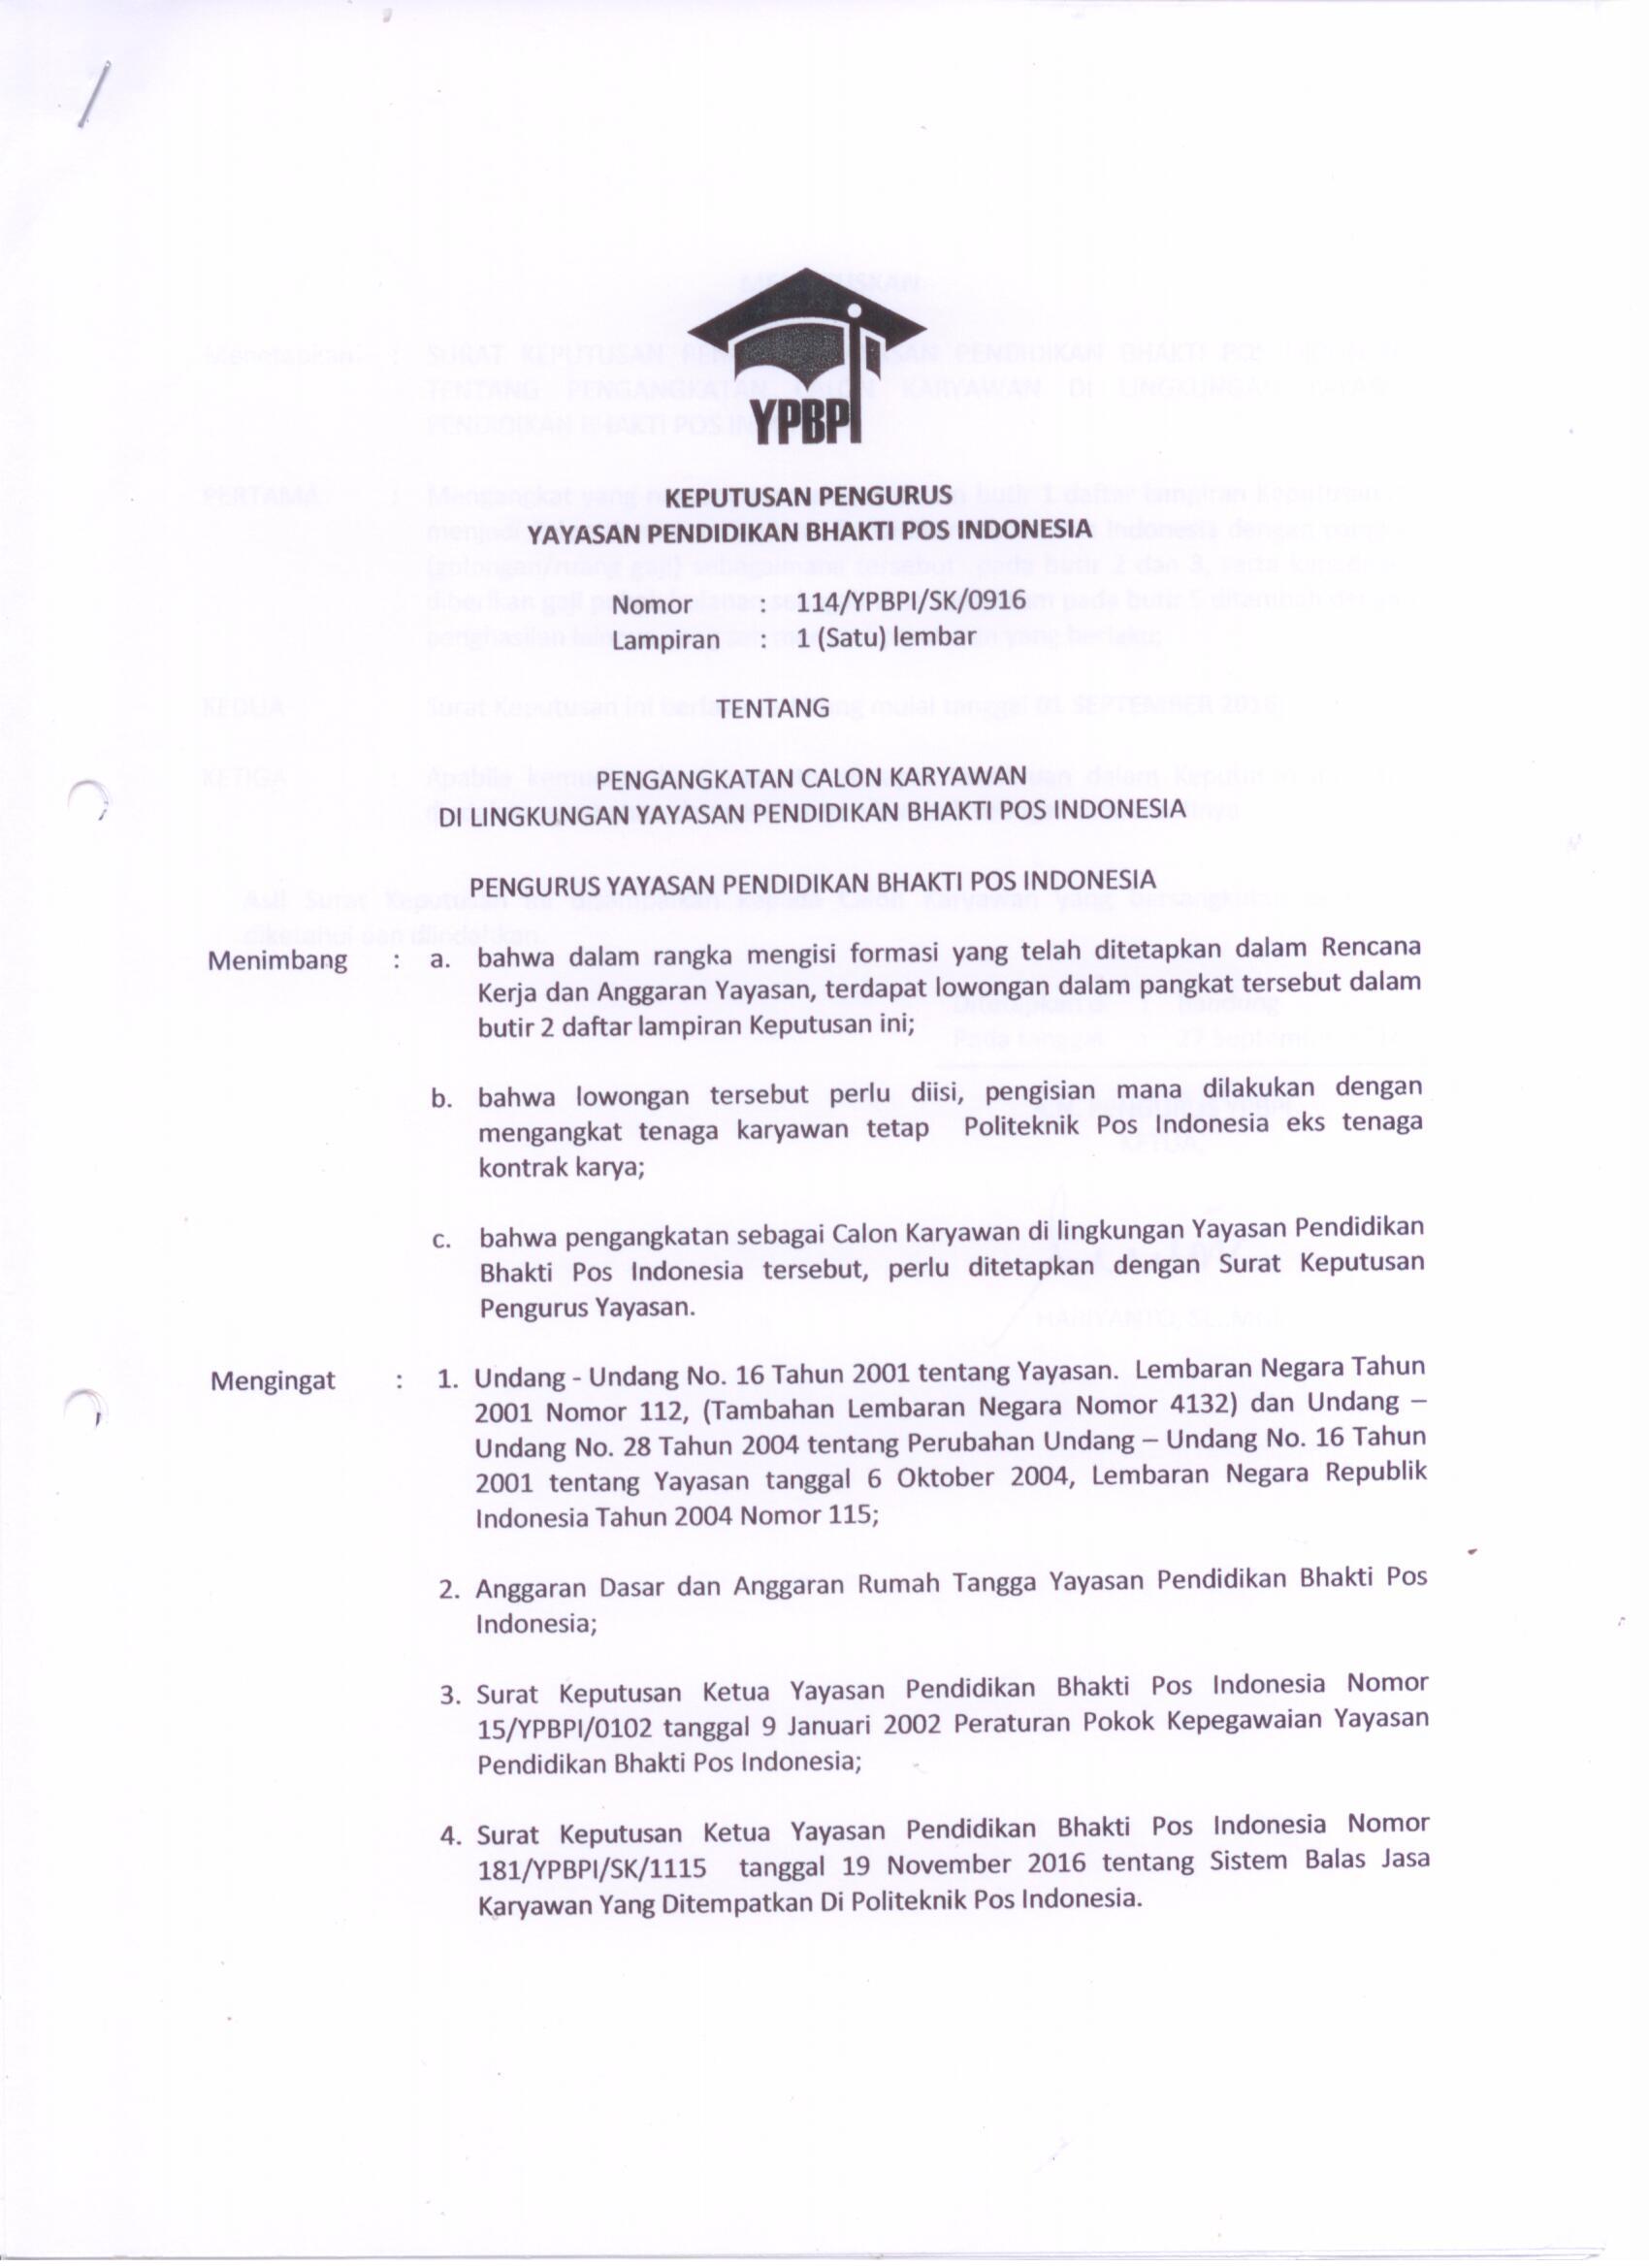 YPBPI
KEPUTUSAN PENGURUS
YAYASAN PENDIDIKAN BHAKTI POS INDONESIA
Nomor : 114/YPBPI/SK/0916
Lampiran : 1 (Satu) lembar
TENTANG
PENGANGKATAN CALON KARYAWAN
DI LINGKUNGAN YAYASAN PENDIDIKAN BHAKTI POS INDONESIA
PENGURUS YAYASAN PENDIDIKAN BHAKTI POS INDONESIA
Menimbang : a. bahwa dalam rangka mengisi formasi yang telah ditetapkan dalam Rencana
Kerja dan Anggaran Yayasan, terdapat lowongan dalam pangkat tersebut dalam
butir 2 daftar lampiran Keputusan ini;
b. bahwa lowongan tersebut perlu diisi, pengisian mana dilakukan dengan
mengangkat tenaga karyawan tetap Politeknik Pos Indonesia eks tenaga
kontrak karya;
c. bahwa pengangkatan sebagai Calon Karyawan di lingkungan Yayasan Pendidikan
Bhakti Pos Indonesia tersebut, perlu ditetapkan dengan Surat Keputusan
Pengurus Yayasan.
Mengingat : 1. Undang - Undang No. 16 Tahun 2001 tentang Yayasan. Lembaran Negara Tahun
2001 Nomor 112, (Tambahan Lembaran Negara Nomor 4132) dan Undang –
Undang No. 28 Tahun 2004 tentang Perubahan Undang – Undang No. 16 Tahun
2001 tentang Yayasan tanggal 6 Oktober 2004, Lembaran Negara Republik
Indonesia Tahun 2004 Nomor 115;
2. Anggaran Dasar dan Anggaran Rumah Tangga Yayasan Pendidikan Bhakti Pos
Indonesia;
3. Surat Keputusan Ketua Yayasan Pendidikan Bhakti Pos Indonesia Nomor
15/YPBPI/0102 tanggal 9 Januari 2002 Peraturan Pokok Kepegawaian Yayasan
Pendidikan Bhakti Pos Indonesia;
4. Surat Keputusan Ketua Yayasan Pendidikan Bhakti Pos Indonesia Nomor
181/YPBPI/SK/1115 tanggal 19 November 2016 tentang Sistem Balas Jasa
Karyawan Yang Ditempatkan Di Politeknik Pos Indonesia.